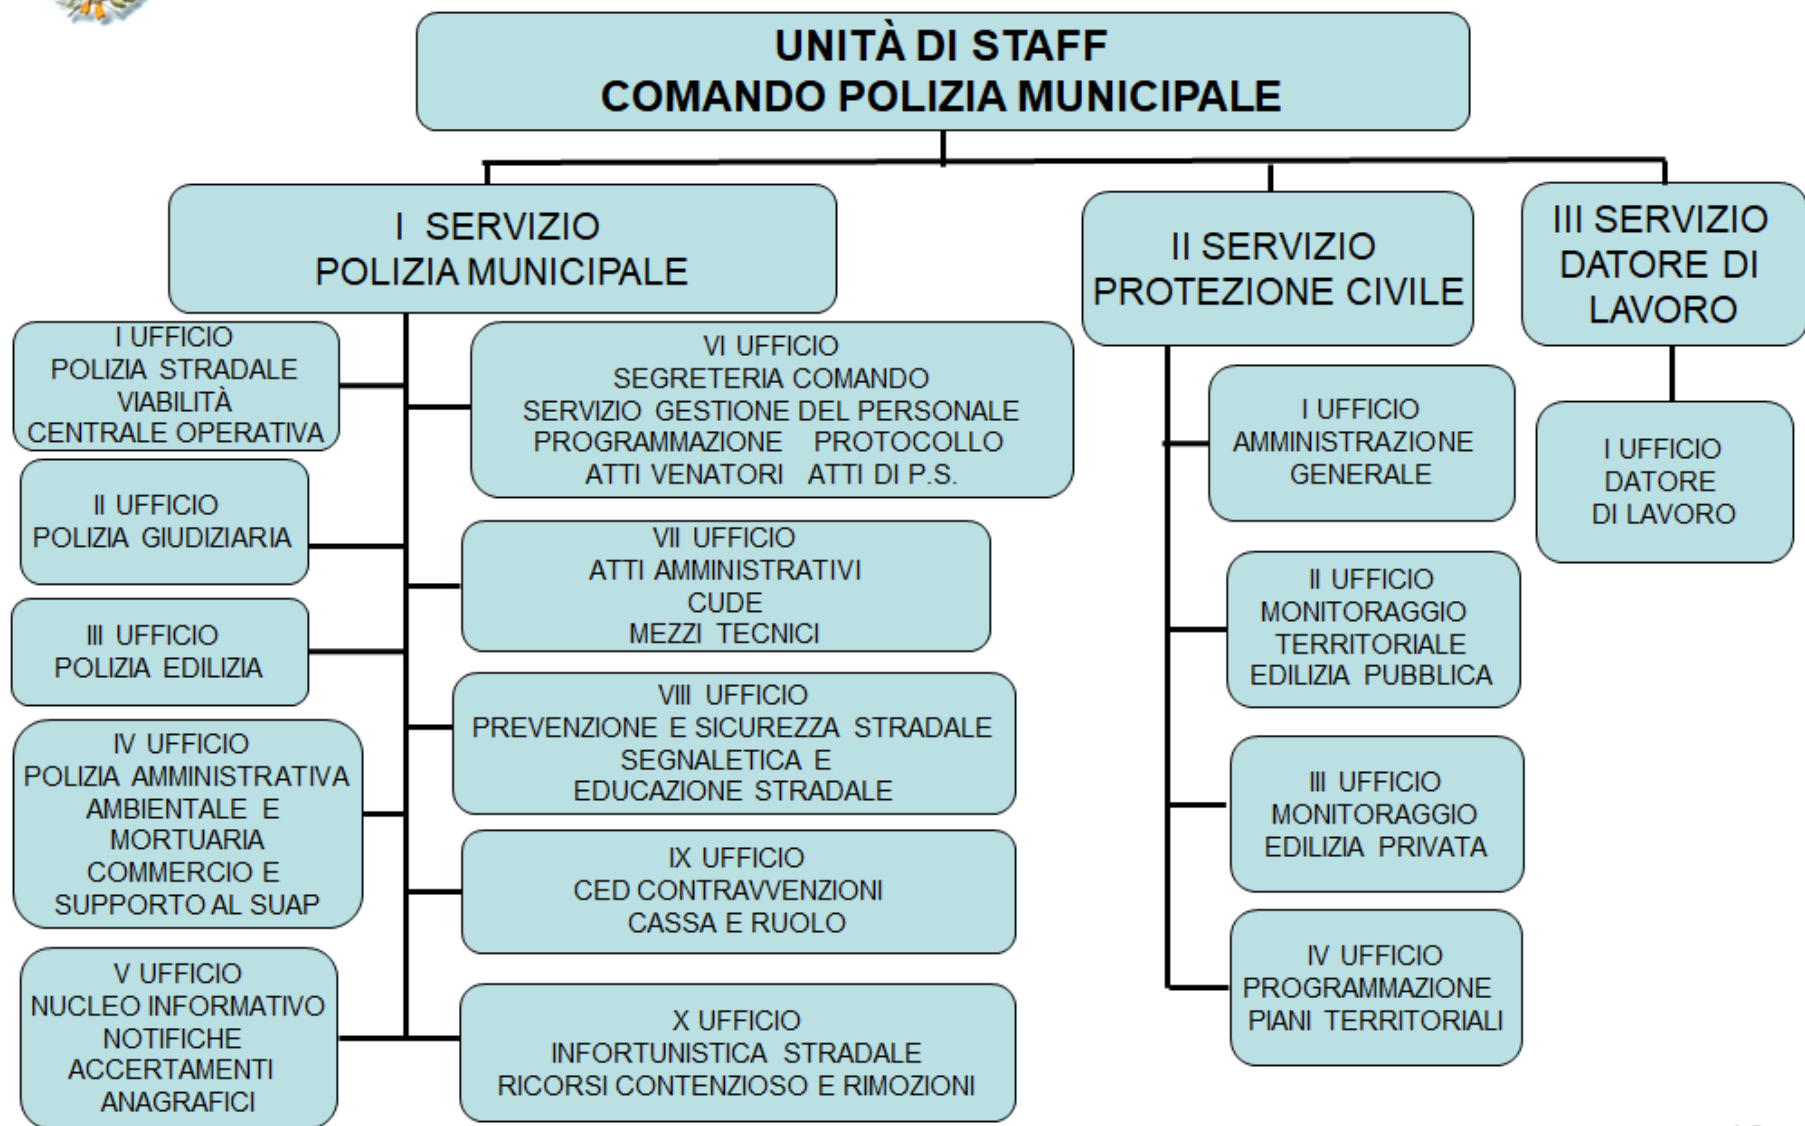 UNITÀ DI STAFF
COMANDO POLIZIA MUNICIPALE
I SERVIZIO
POLIZIA MUNICIPALE
I UFFICIO
POLIZIA STRADALE
VIABILITÀ
CENTRALE OPERATIVA
II UFFICIO
POLIZIA GIUDIZIARIA
III UFFICIO
POLIZIA EDILIZIA
IV UFFICIO
POLIZIA AMMINISTRATIVA
AMBIENTALE E
MORTUARIA
COMMERCIO E
SUPPORTO AL SUAP
V UFFICIO
NUCLEO INFORMATIVO
NOTIFICHE
ACCERTAMENTI
ANAGRAFICI
VI UFFICIO
SEGRETERIA COMANDO
SERVIZIO GESTIONE DEL PERSONALE
PROGRAMMAZIONE PROTOCOLLO
ATTI VENATORI ATTI DI P.S.
VII UFFICIO
ATTI AMMINISTRATIVI
CUDE
MEZZI TECNICI
VIII UFFICIO
PREVENZIONE E SICUREZZA STRADALE
SEGNALETICA E
EDUCAZIONE STRADALE
IX UFFICIO
CED CONTRAVVENZIONI
CASSA E RUOLO
X UFFICIO
INFORTUNISTICA STRADALE
RICORSI CONTENZIOSO E RIMOZIONI
II SERVIZIO
PROTEZIONE CIVILE
I UFFICIO
AMMINISTRAZIONE
GENERALE
II UFFICIO
MONITORAGGIO
TERRITORIALE
EDILIZIA PUBBLICA
III UFFICIO
MONITORAGGIO
EDILIZIA PRIVATA
IV UFFICIO
PROGRAMMAZIONE
PIANI TERRITORIALI
III SERVIZIO
DATORE DI
LAVORO
I UFFICIO
DATORE
DI LAVORO